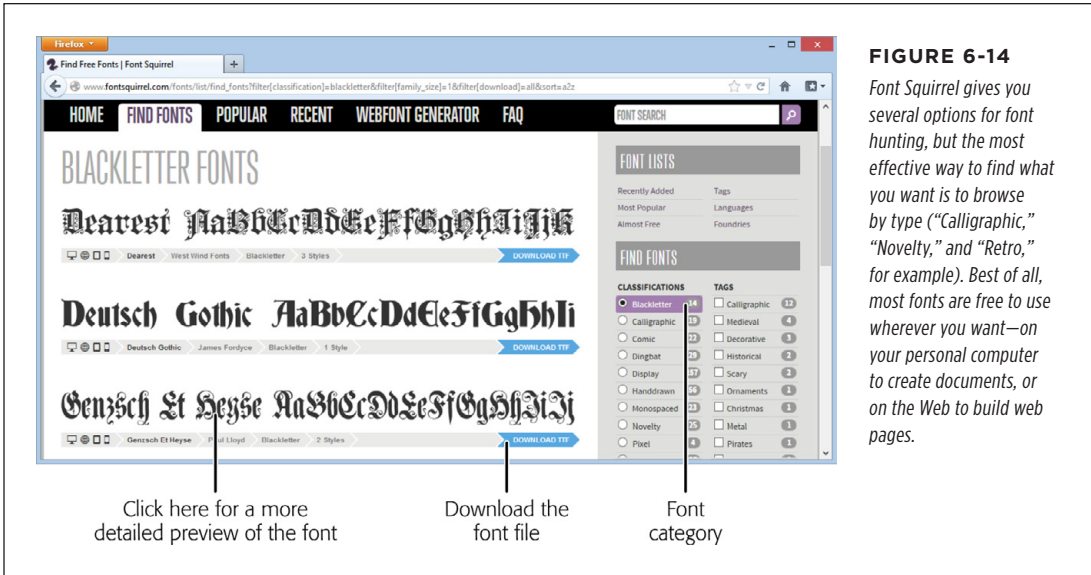 Firefox
Find Free Fonts | Font Squirrel
+
www.fontsquirrel.com/fonts/list/find_fonts?filter[classification]=blackletter&filter[family_size]=1&filter[download]=all&sort=a2z
HOME FIND FONTS POPULAR RECENT WEBFONT GENERATOR FAQ
FONT SEARCH
BLACKLETTER FONTS
Dearest AaBbCcDdEeFfGgHhIiJjK
Dearest West Wind Fonts Blackletter 3 Styles DOWNLOAD TTF
Deutsch Gothic AaBbCcDdEeFfGgHhIi
Deutsch Gothic James Fordyce Blackletter 1 Style DOWNLOAD TTF
Genzsch Et Heyse AaBbCcDdEeFfGgHhIiJj
Genzsch Et Heyse Paul Lloyd Blackletter 2 Styles DOWNLOAD TTF
FONT LISTS
Recently Added Tags
Most Popular Languages
Almost Free Foundries
FIND FONTS
CLASSIFICATIONS TAGS
Blackletter 14 Calligraphic 12
Calligraphic Medieval 4
Comic Decorative 3
Dingbat Historical 2
Display Scary 2
Handdrawn Ornaments 1
Monospaced Christmas 1
Novelty Metal 1
Pixel Pirates 1
Click here for a more
detailed preview of the font
Download the
font file
Font
category
FIGURE 6-14
Font Squirrel gives you
several options for font
hunting, but the most
effective way to find what
you want is to browse
by type (“Calligraphic,”
“Novelty,” and “Retro,”
for example). Best of all,
most fonts are free to use
wherever you want—on
your personal computer
to create documents, or
on the Web to build web
pages.